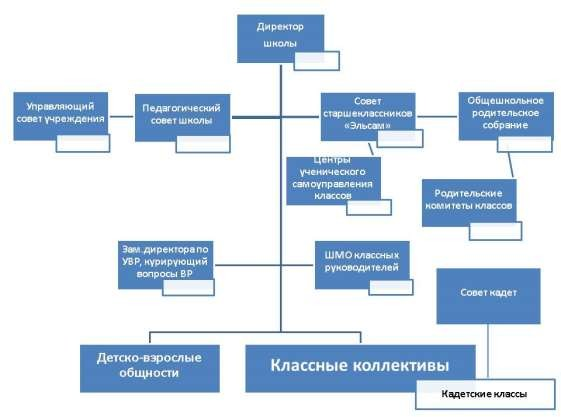 Директор
школы
Управляющий
совет учреждения
Педагогический
совет школы
Совет
старшеклассников
«Эльсам»
Общешкольное
родительское
собрание
Центры
ученического
самоуправления
классов
Родительские
комитеты классов
Зам.директора по
УВР, курирующий
вопросы ВР
ШМО классных
руководителей
Совет кадет
Детско-взрослые
общности
Классные коллективы
Кадетские классы